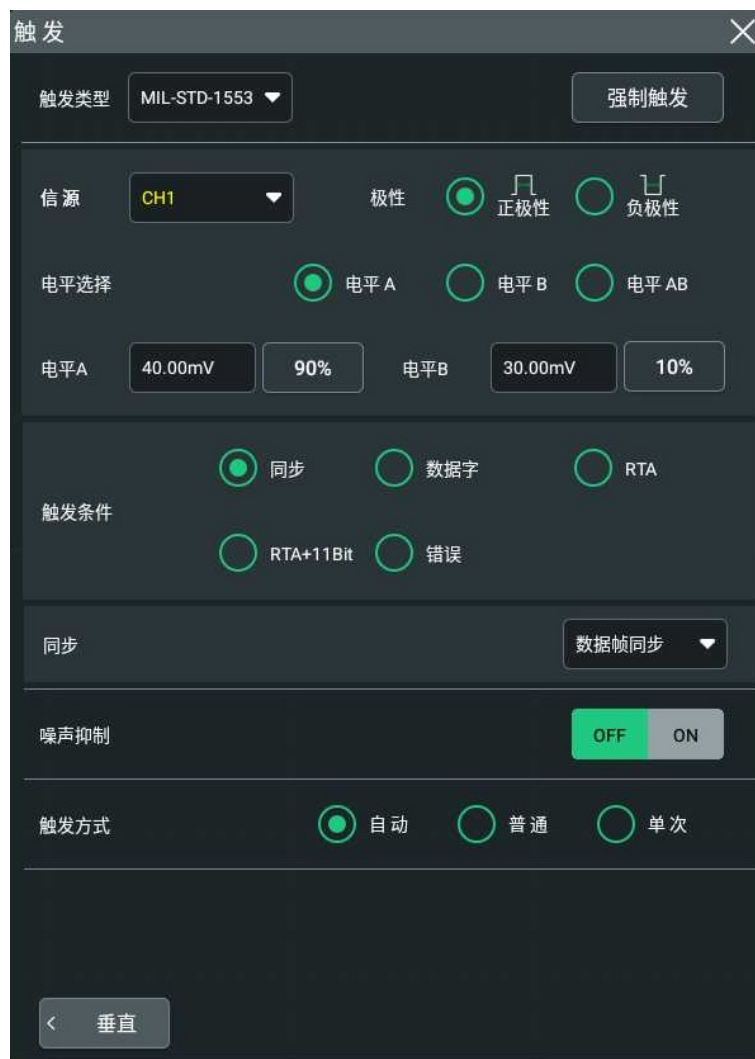 触发
触发类型 MIL-STD-1553 强制触发
信源 CH1 极性 正极性 负极性
电平选择 电平 A 电平 B 电平 AB
电平A 40.00mV 90% 电平B 30.00mV 10%
同步 数据字 RTA
触发条件
RTA+11Bit 错误
同步 数据帧同步
噪声抑制 OFF ON
触发方式 自动 普通 单次
垂直